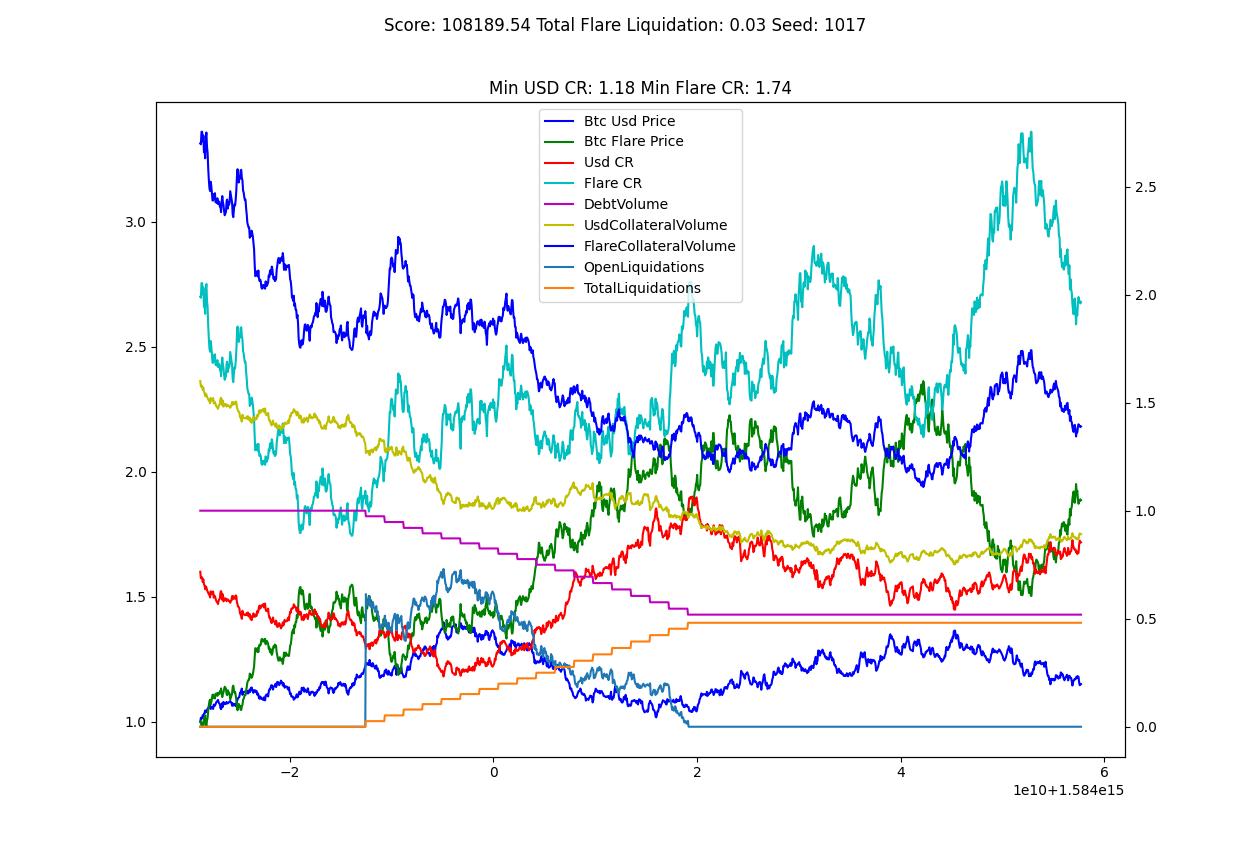 Score: 108189.54 Total Flare Liquidation: 0.03 Seed: 1017
Min USD CR: 1.18 Min Flare CR: 1.74
Btc Usd Price
Btc Flare Price
Usd CR
Flare CR
DebtVolume
UsdCollateralVolume
FlareCollateralVolume
OpenLiquidations
TotalLiquidations
3.0
2.5
2.0
1.5
1.0
2.5
2.0
1.5
1.0
0.5
0.0
−2 0 2 4 6
1e10+1.584e15